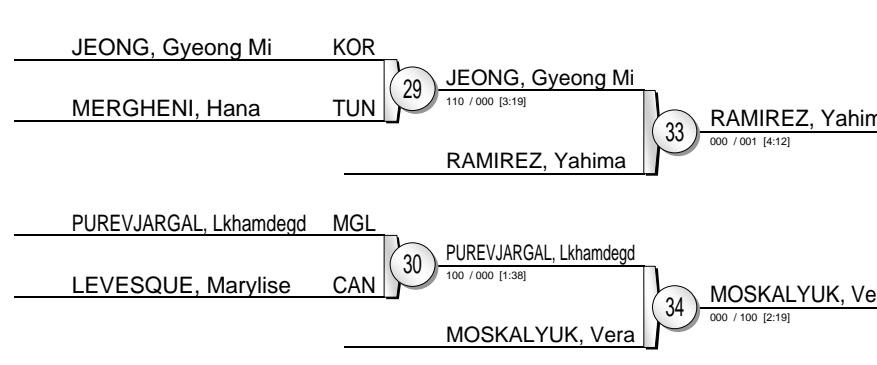 JEONG, Gyeong Mi KOR
29
JEONG, Gyeong Mi
110 / 000 [3:19]
MERGHENI, Hana TUN
33
RAMIREZ, Yahim
000 / 001 [4:12]
RAMIREZ, Yahima
PUREVJARGAL, Lkhamdegd MGL
30
PUREVJARGAL, Lkhamdegd
100 / 000 [1:38]
LEVESQUE, Marylise CAN
34
MOSKALYUK, Ve
000 / 100 [2:19]
MOSKALYUK, Vera